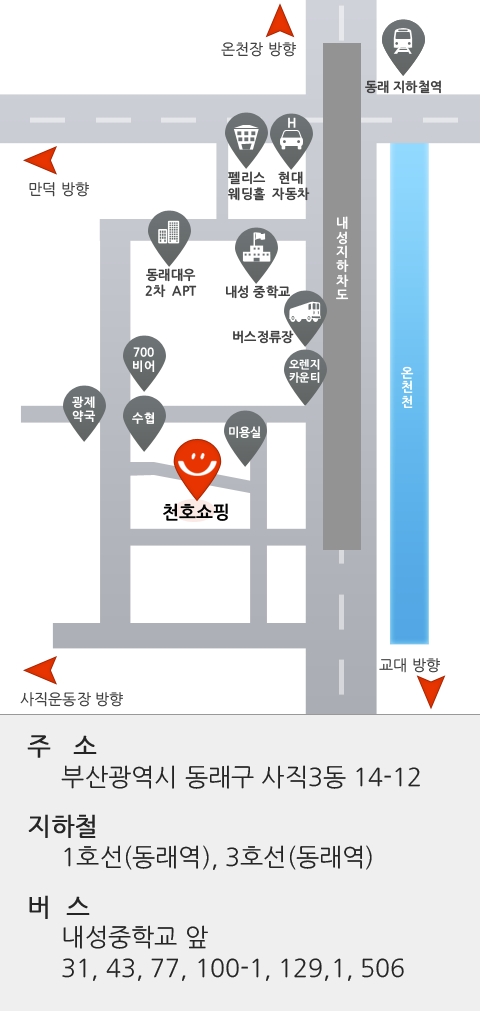 온천장 방향
동래 지하철역
만덕 방향
H
펠리스
웨딩홀
현대
자동차
내성지하차도
동래대우
2차 APT
내성 중학교
버스정류장
700
비어
오렌지
카운티
온천천
광제
약국
수협
미용실
천호쇼핑
교대 방향
사직운동장 방향
주 소
부산광역시 동래구 사직3동 14-12
지하철
1호선(동래역), 3호선(동래역)
버 스
내성중학교 앞
31, 43, 77, 100-1, 129,1, 506